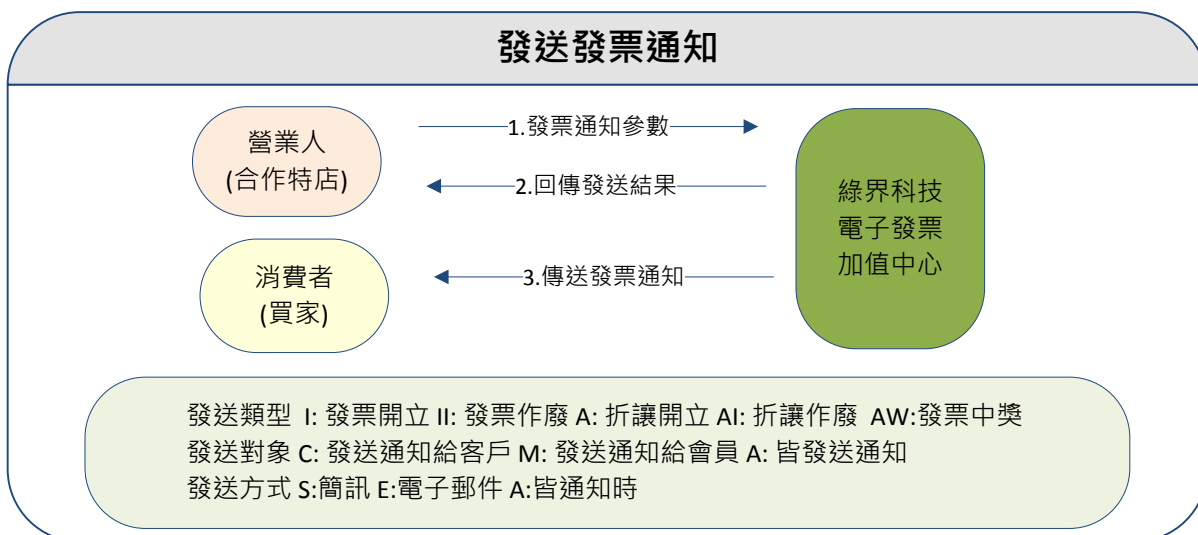 發送發票通知
營業人
(合作特店)
1.發票通知參數
2.回傳發送結果
綠界科技
電子發票
加值中心
消費者
(買家)
3.傳送發票通知
發送類型 I: 發票開立 II: 發票作廢 A: 折讓開立 AI: 折讓作廢 AW:發票中獎
發送對象 C: 發送通知給客戶 M: 發送通知給會員 A: 皆發送通知
發送方式 S:簡訊 E:電子郵件 A:皆通知時